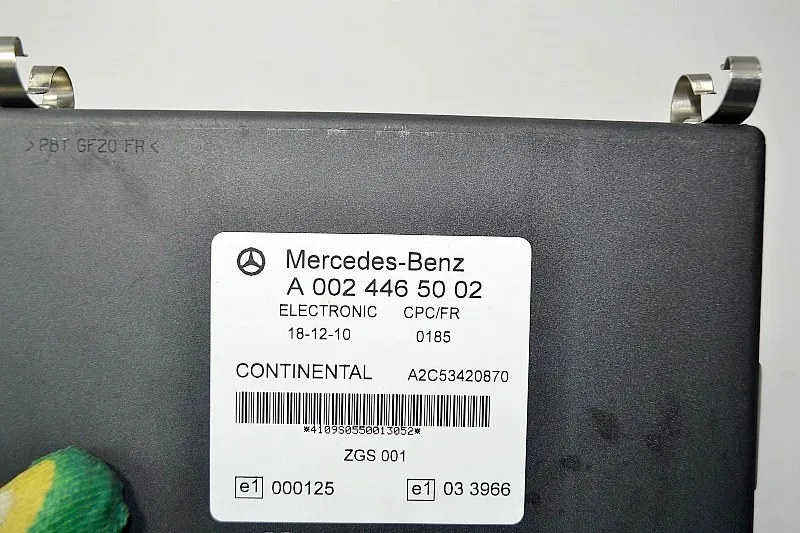 >PBT GF20 FR<
Mercedes-Benz
A 002 446 50 02
ELECTRONIC CPC/FR
18-12-10 0185
CONTINENTAL A2C53420870
*4109S0550013052*
ZGS 001
e1 000125 e1 03 3966